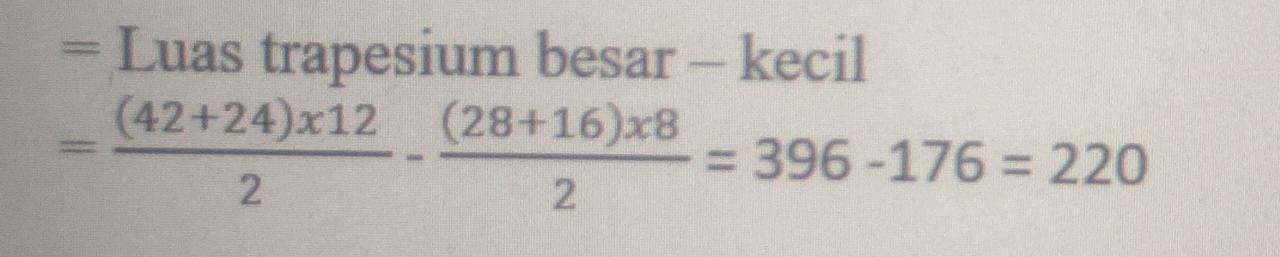 = Luas trapesium besar – kecil
= (42+24)x12/2 - (28+16)x8/2 = 396 -176 = 220